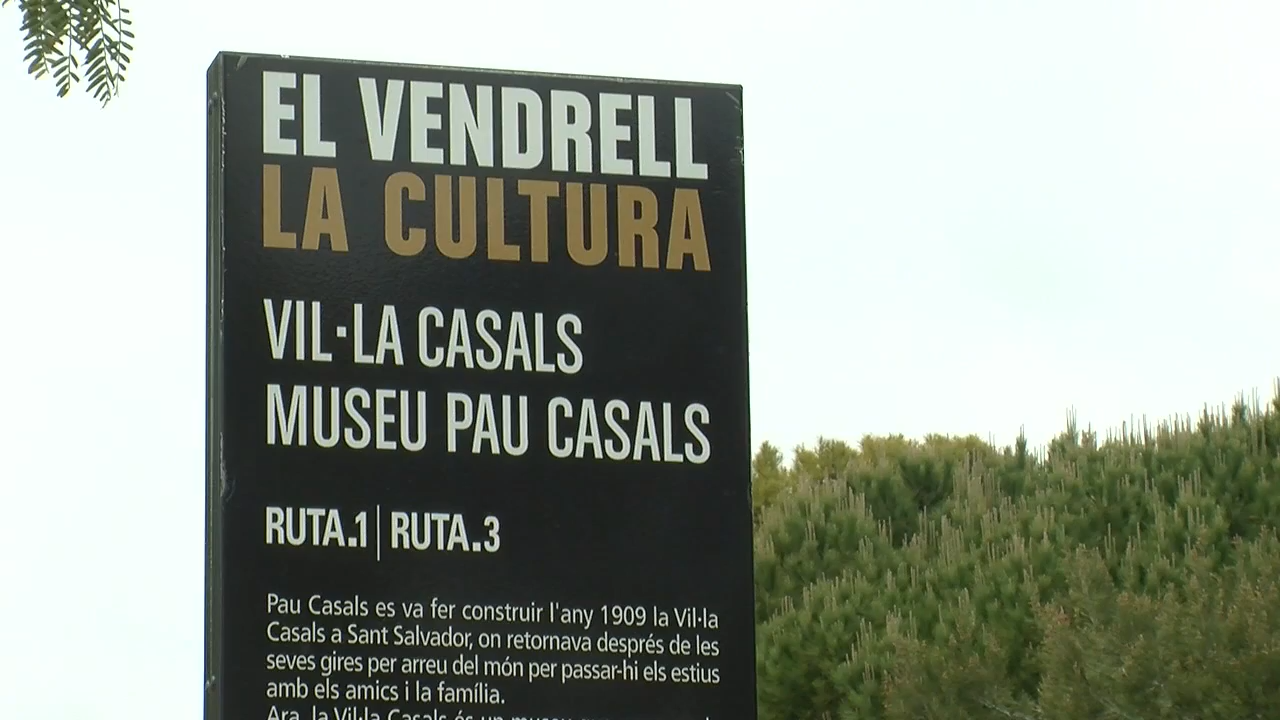 EL VENDRELL
LA CULTURA
VIL·LA CASALS
MUSEU PAU CASALS
RUTA.1 | RUTA.3
Pau Casals es va fer construir l'any 1909 la Vil·la
Casals a Sant Salvador, on retornava després de les
seves gires per arreu del món per passar-hi els estius
amb els amics i la família.
Ara, la Vil·la Casals és un museu